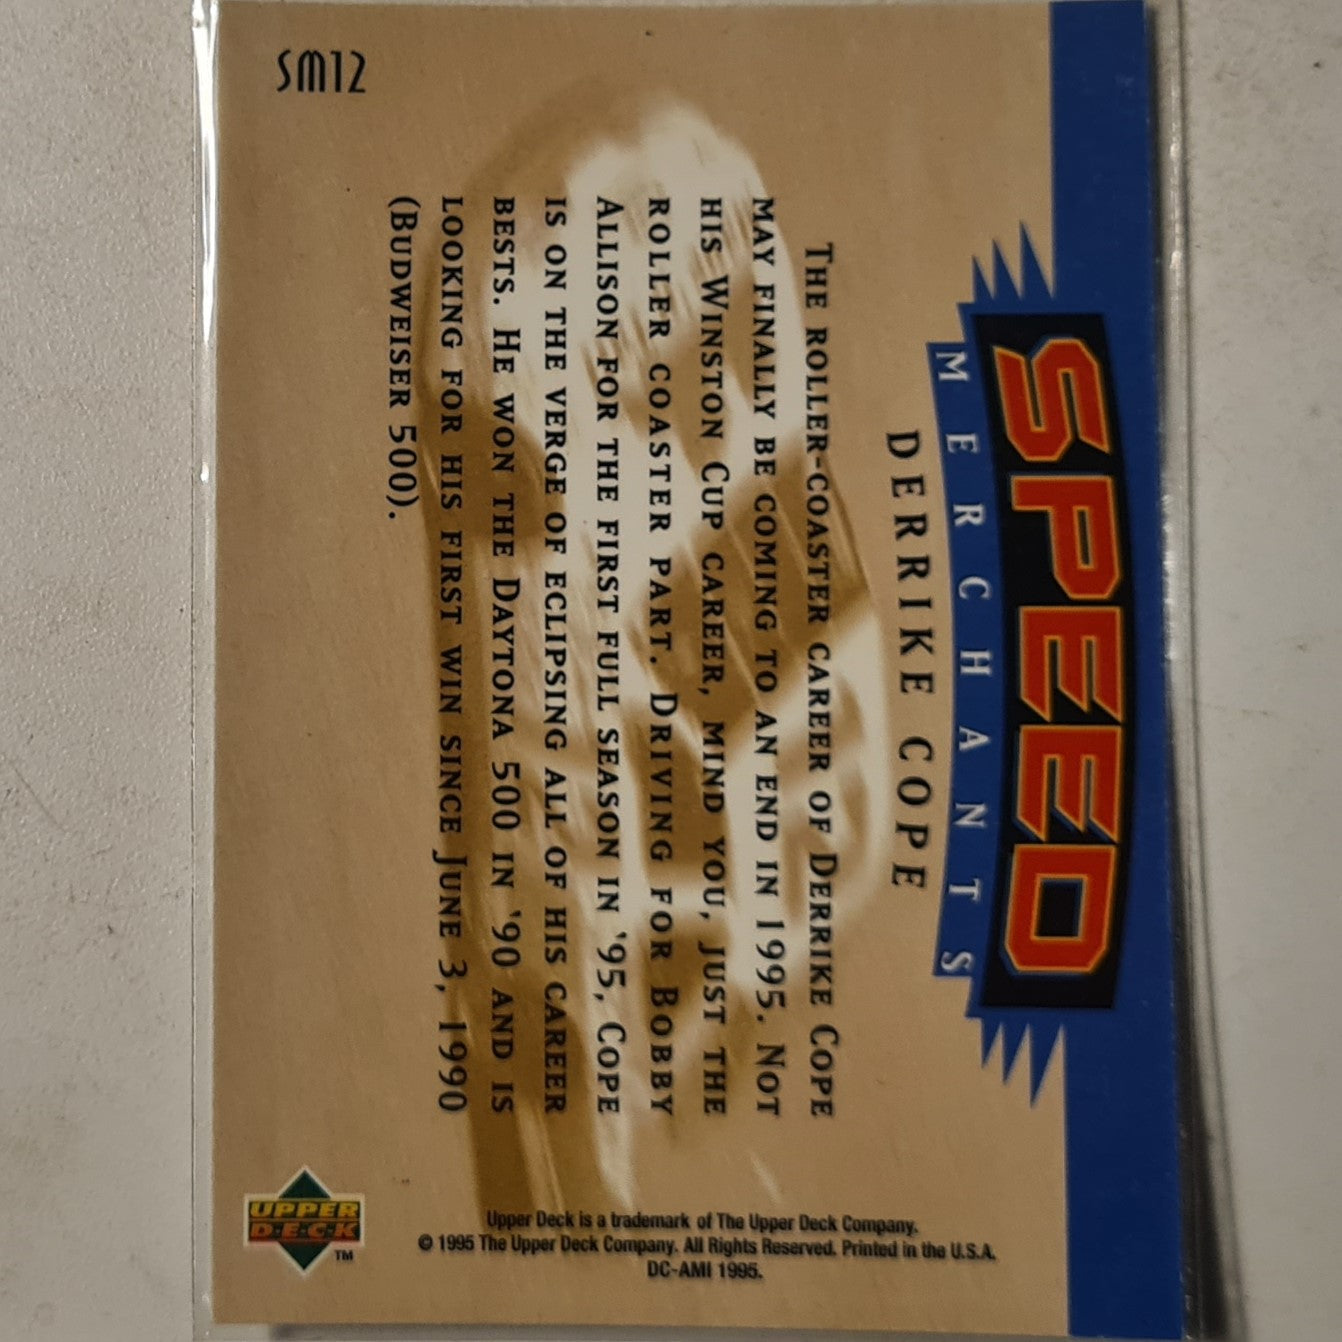 SM12
SPEED
MERCHANTS
DERRIKE COPE
THE ROLLER-COASTER CAREER OF DERRIKE COPE
MAY FINALLY BE COMING TO AN END IN 1995. NOT
HIS WINSTON CUP CAREER, MIND YOU, JUST THE
ROLLER COASTER PART. DRIVING FOR BOBBY
ALLISON FOR THE FIRST FULL SEASON IN '95, COPE
IS ON THE VERGE OF ECLIPSING ALL OF HIS CAREER
BESTS. HE WON THE DAYTONA 500 IN '90 AND IS
LOOKING FOR HIS FIRST WIN SINCE JUNE 3, 1990
(BUDWEISER 500).
Upper Deck is a trademark of The Upper Deck Company.
© 1995 The Upper Deck Company. All Rights Reserved. Printed in the U.S.A.
DC-AMI 1995.
UPPER
D·E·C·K
TM